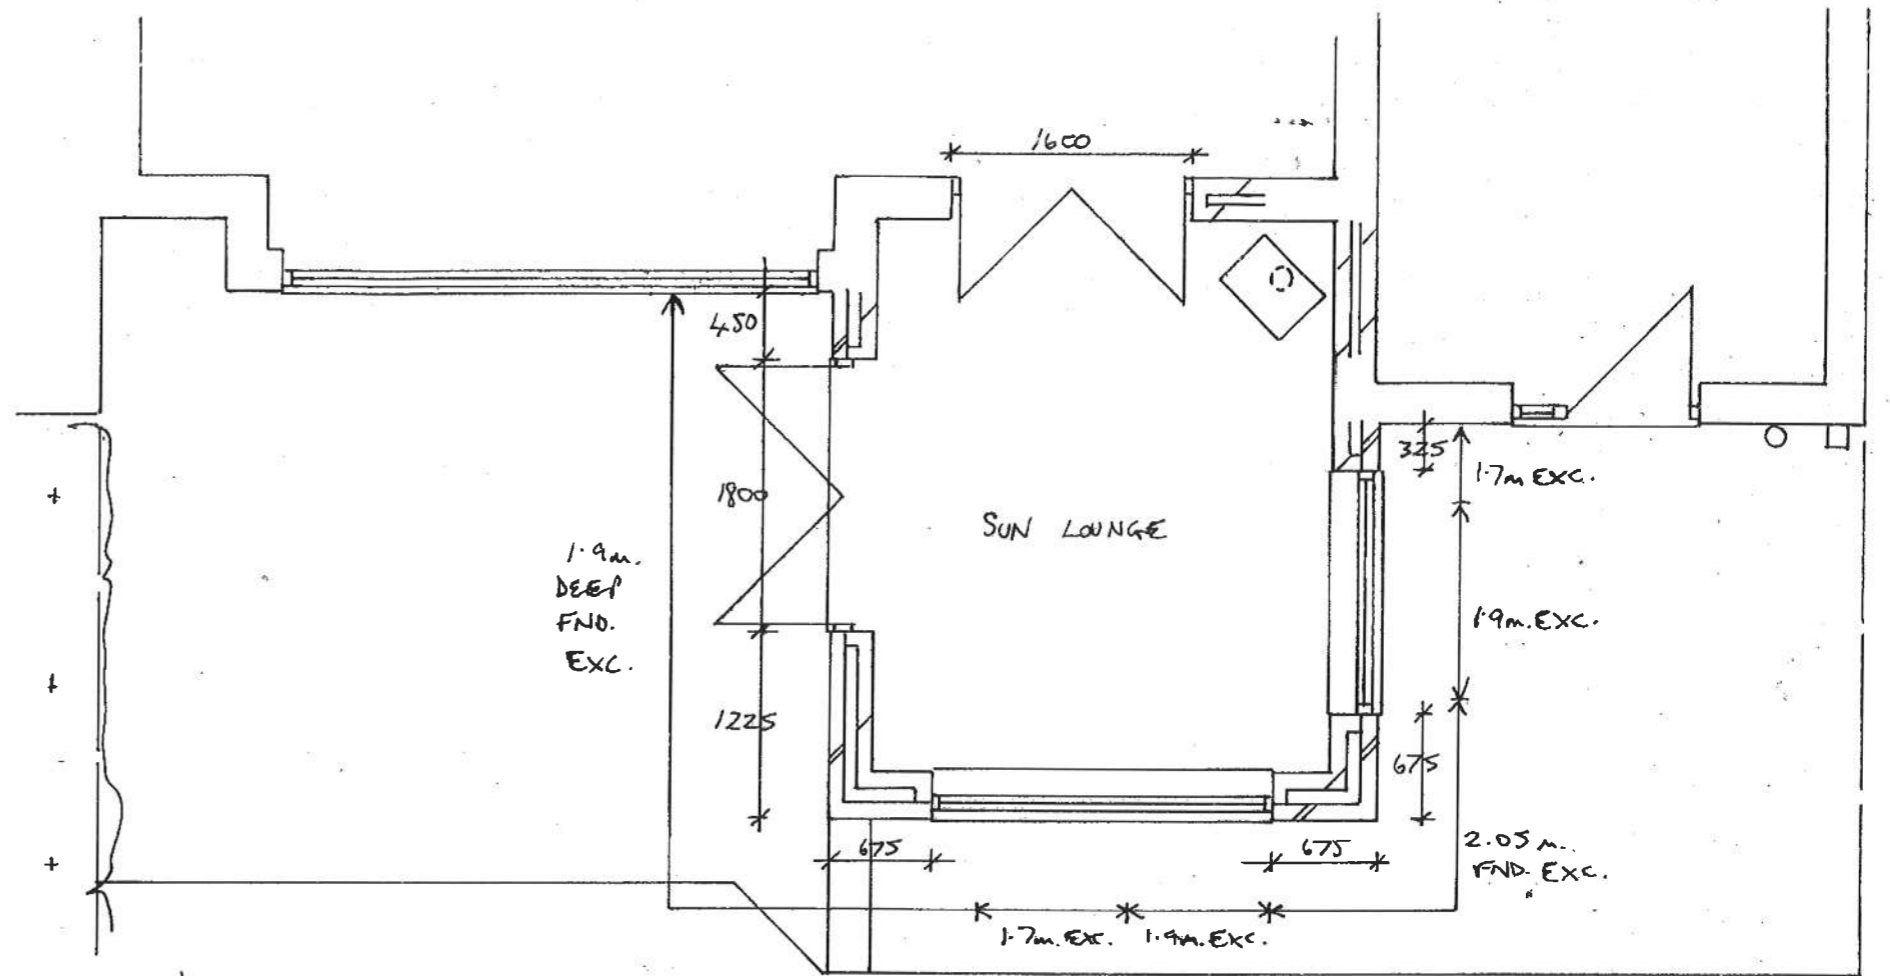 1600
450
1800
1225
1.9m.
DEEP
FND.
EXC.
SUN LOUNGE
325
1.7m EXC.
1.9m. EXC.
675
2.05 m.
FND. EXC.
675
675
1.7m. EXC.
1.9m. EXC.